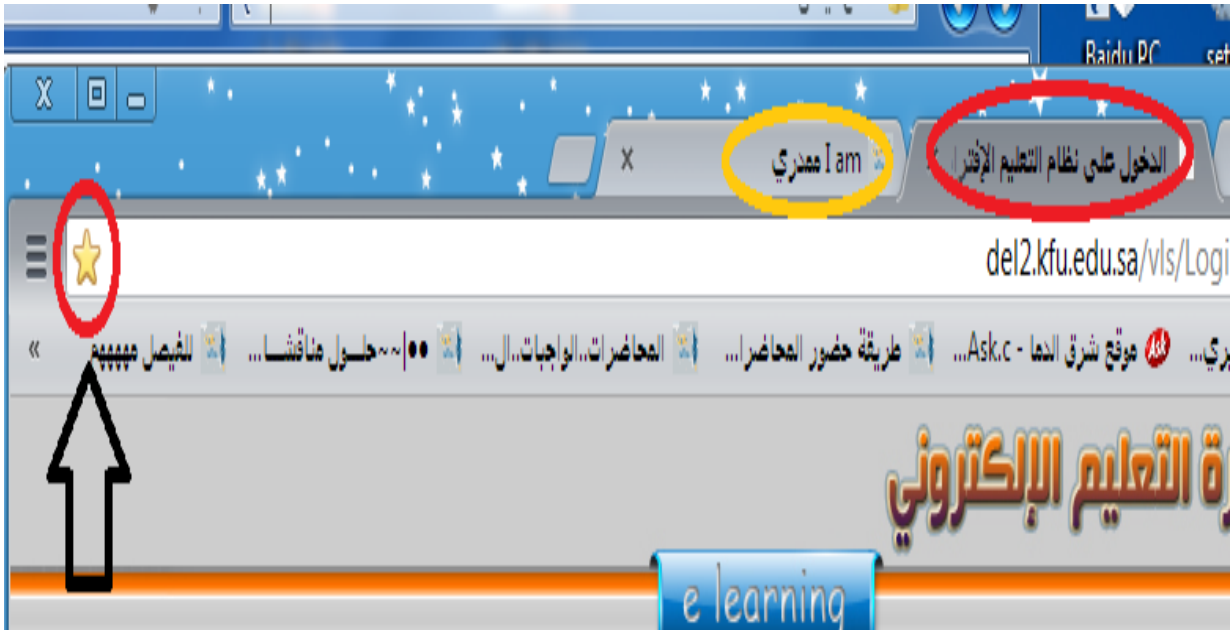 Baidu PC
الدخول على نظام التعليم الإفترا
I am ممدري
del2.kfu.edu.sa/vls/Logi
موقع شرق الدما - Ask.c...
طريقة حضور المحاضرا...
المحاضرات..الواجبات..ال...
●●|~~حلــول مناقشــا...
للفيصل مههههم
»
التعليم الإلكتروني
e learning